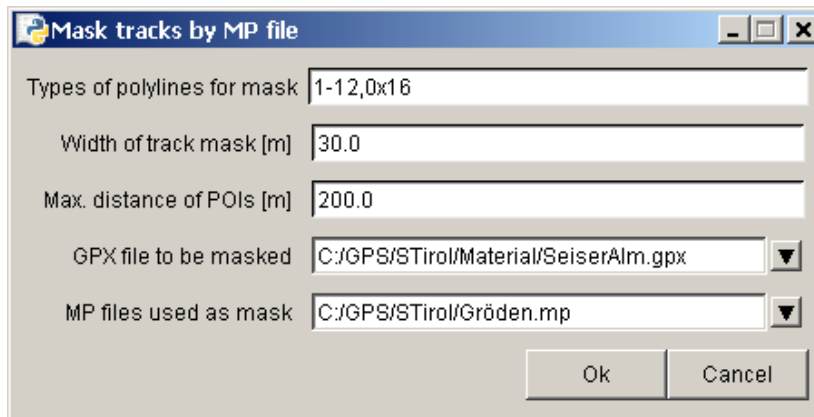 Mask tracks by MP file
Types of polylines for mask 1-12,0x16
Width of track mask [m] 30.0
Max. distance of POIs [m] 200.0
GPX file to be masked C:/GPS/STirol/Material/SeiserAlm.gpx
MP files used as mask C:/GPS/STirol/Gröden.mp
Ok Cancel